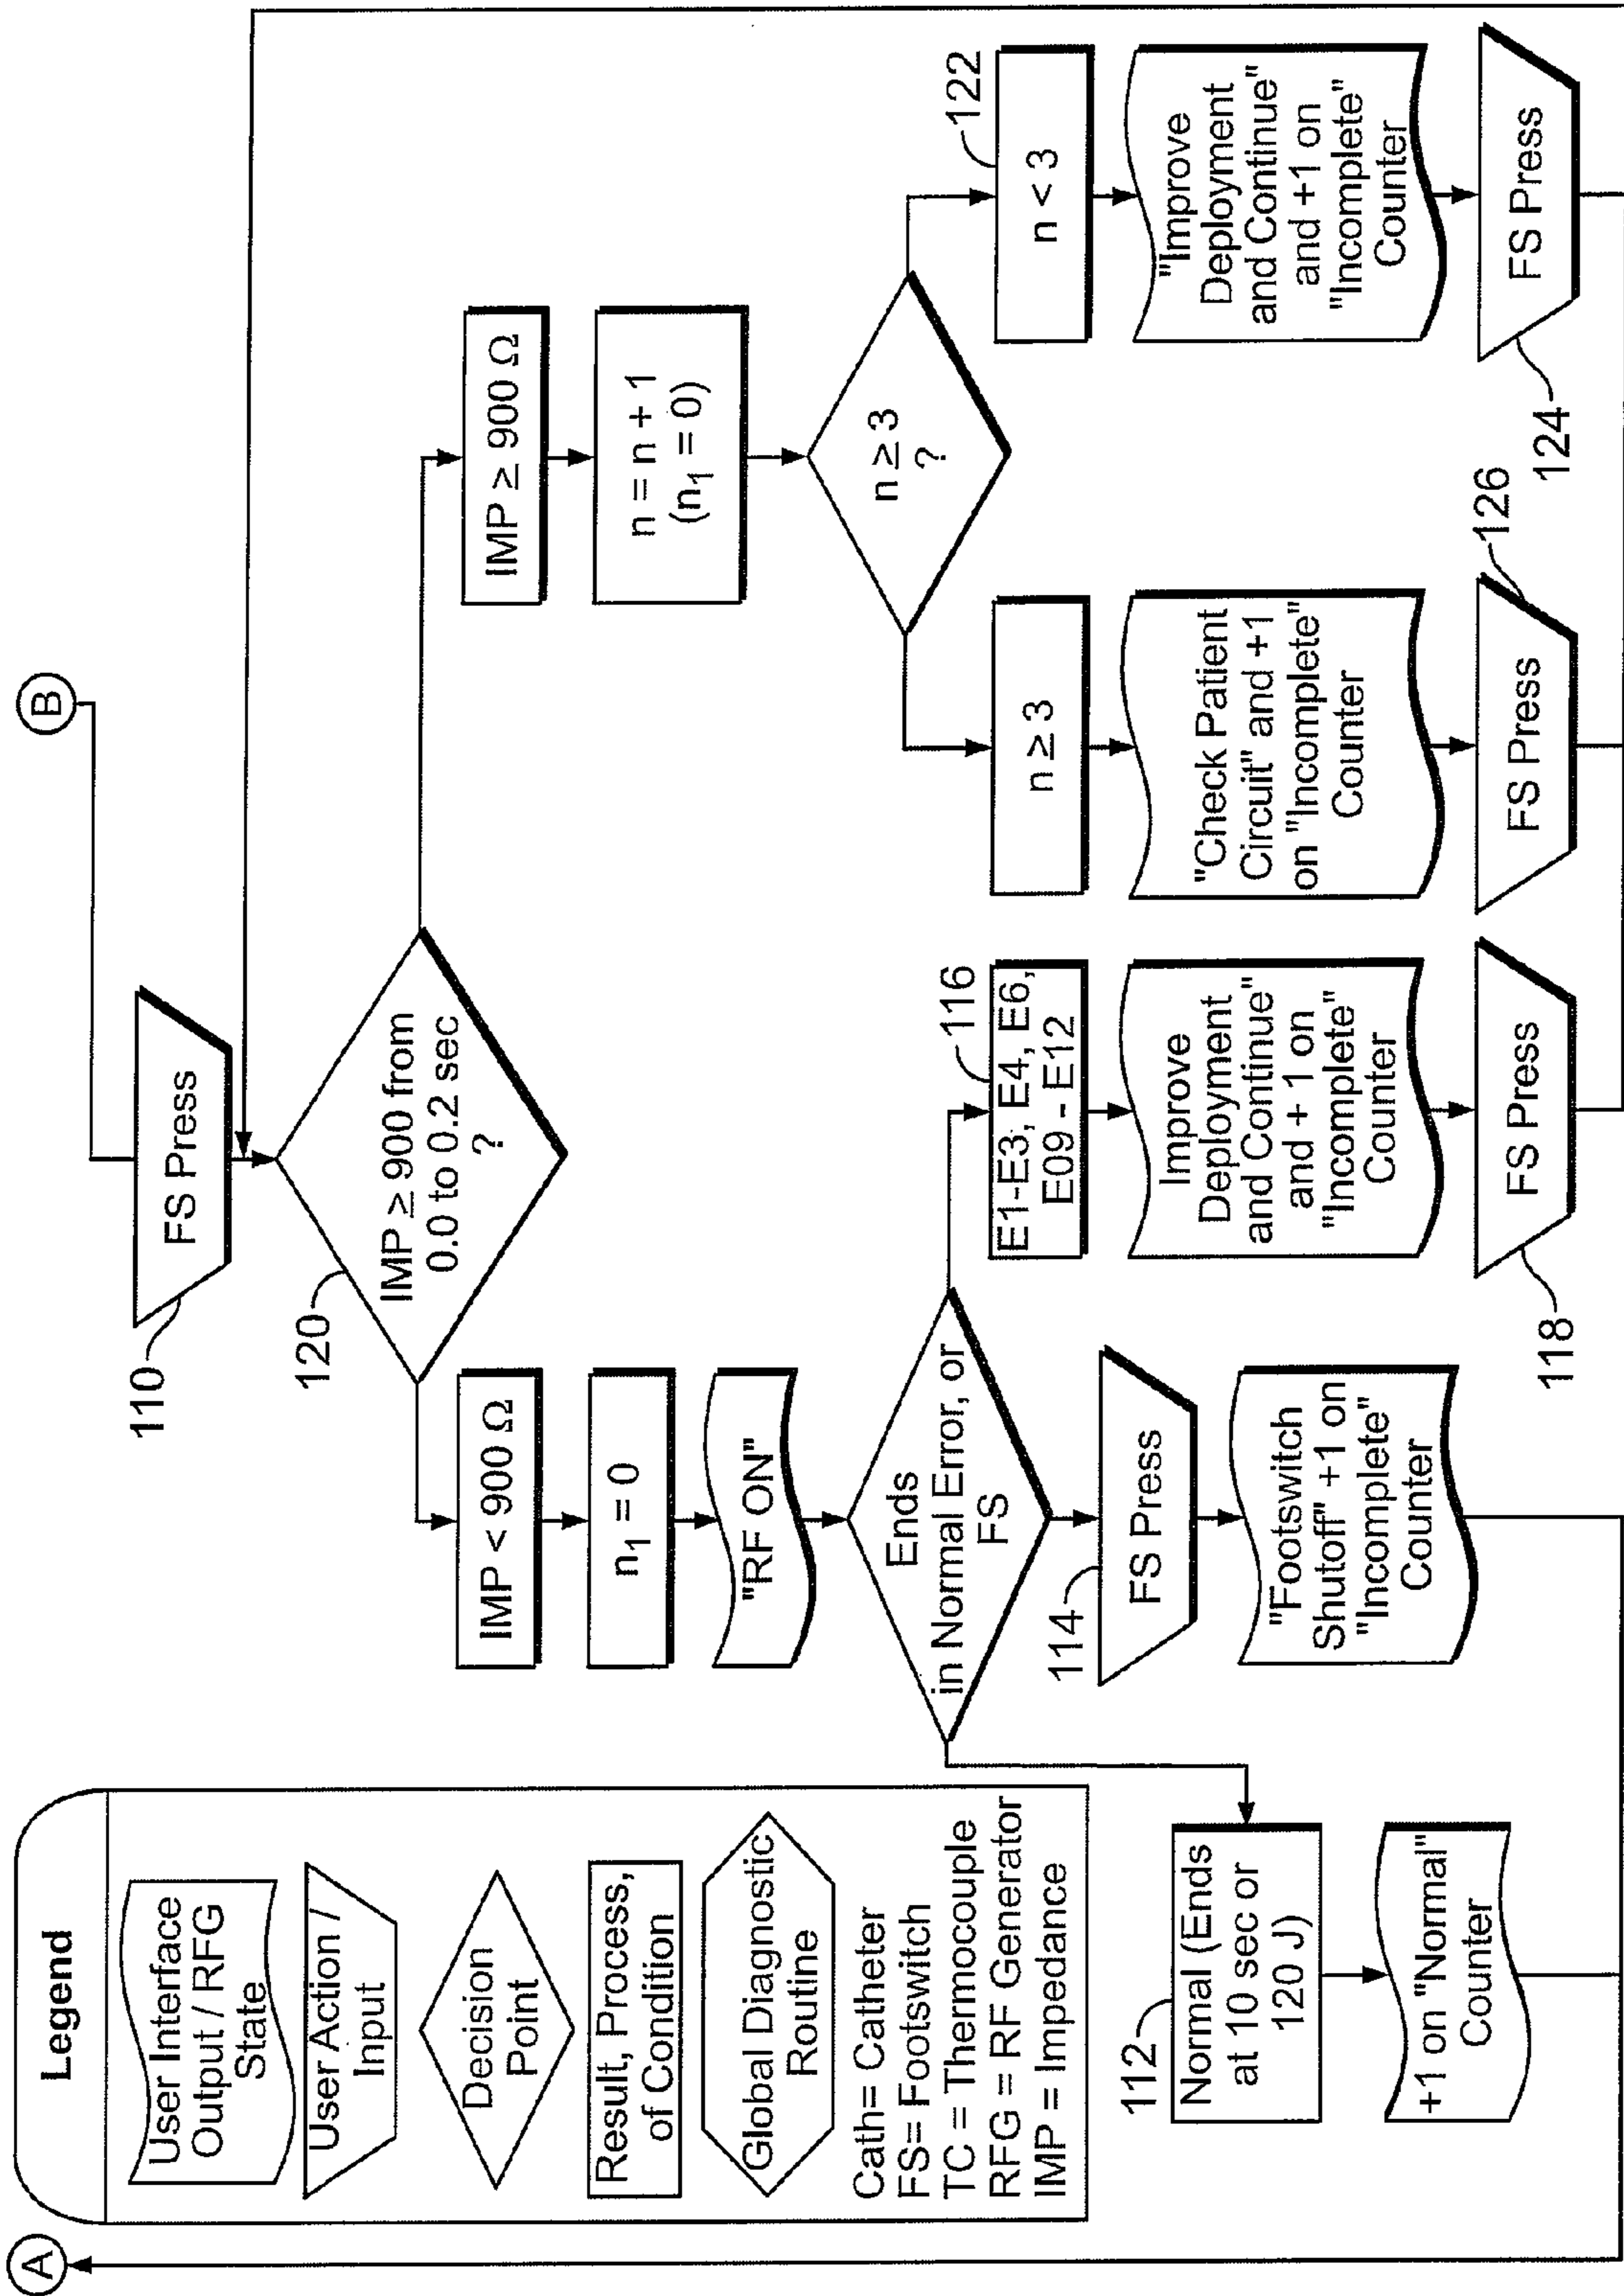 A
Legend
User Interface
Output / RFG
State
User Action /
Input
Decision
Point
Result, Process,
of Condition
Global Diagnostic
Routine
Cath= Catheter
FS= Footswitch
TC = Thermocouple
RFG = RF Generator
IMP = Impedance
B
110
FS Press
120
IMP ≥ 900 from
0.0 to 0.2 sec
?
IMP < 900 Ω
n₁ = 0
"RF ON"
Ends
in Normal Error, or
FS
112
Normal (Ends
at 10 sec or
120 J)
+1 on "Normal"
Counter
114
FS Press
"Footswitch
Shutoff" +1 on
"Incomplete"
Counter
116
E1-E3, E4, E6,
E09 - E12
Improve
Deployment
and Continue"
and + 1 on
"Incomplete"
Counter
118
FS Press
IMP ≥ 900 Ω
n = n + 1
(n₁ = 0)
n ≥ 3
?
n ≥ 3
"Check Patient
Circuit" and +1
on "Incomplete"
Counter
126
FS Press
122
n < 3
"Improve
Deployment
and Continue"
and +1 on
"Incomplete"
Counter
124
FS Press